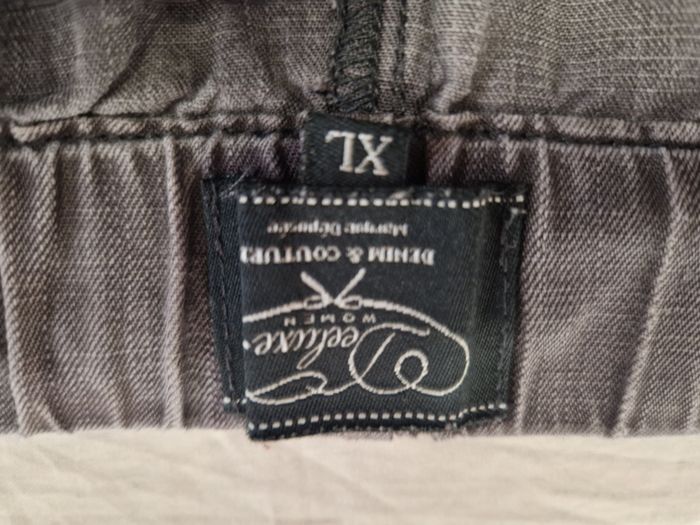 Deeluxe
WOMEN
DENIM & COUTURE
Marque Déposée
XL